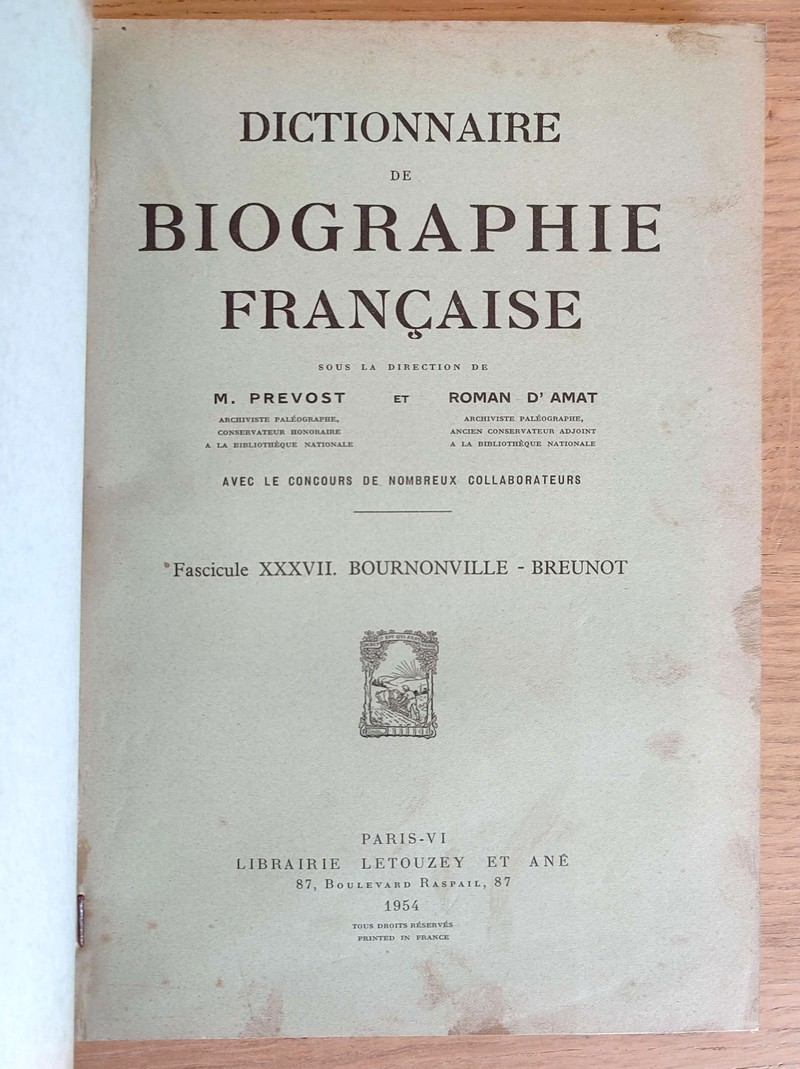 DICTIONNAIRE
DE
BIOGRAPHIE
FRANÇAISE
SOUS LA DIRECTION DE
M. PREVOST ET ROMAN D'AMAT
ARCHIVISTE PALÉOGRAPHE, ARCHIVISTE PALÉOGRAPHE,
CONSERVATEUR HONORAIRE ANCIEN CONSERVATEUR ADJOINT
A LA BIBLIOTHÈQUE NATIONALE A LA BIBLIOTHÈQUE NATIONALE
AVEC LE CONCOURS DE NOMBREUX COLLABORATEURS
Fascicule XXXVII. BOURNONVILLE - BREUNOT
PARIS-VI
LIBRAIRIE LETOUZEY ET ANÉ
87, BOULEVARD RASPAIL, 87
1954
TOUS DROITS RÉSERVÉS
PRINTED IN FRANCE